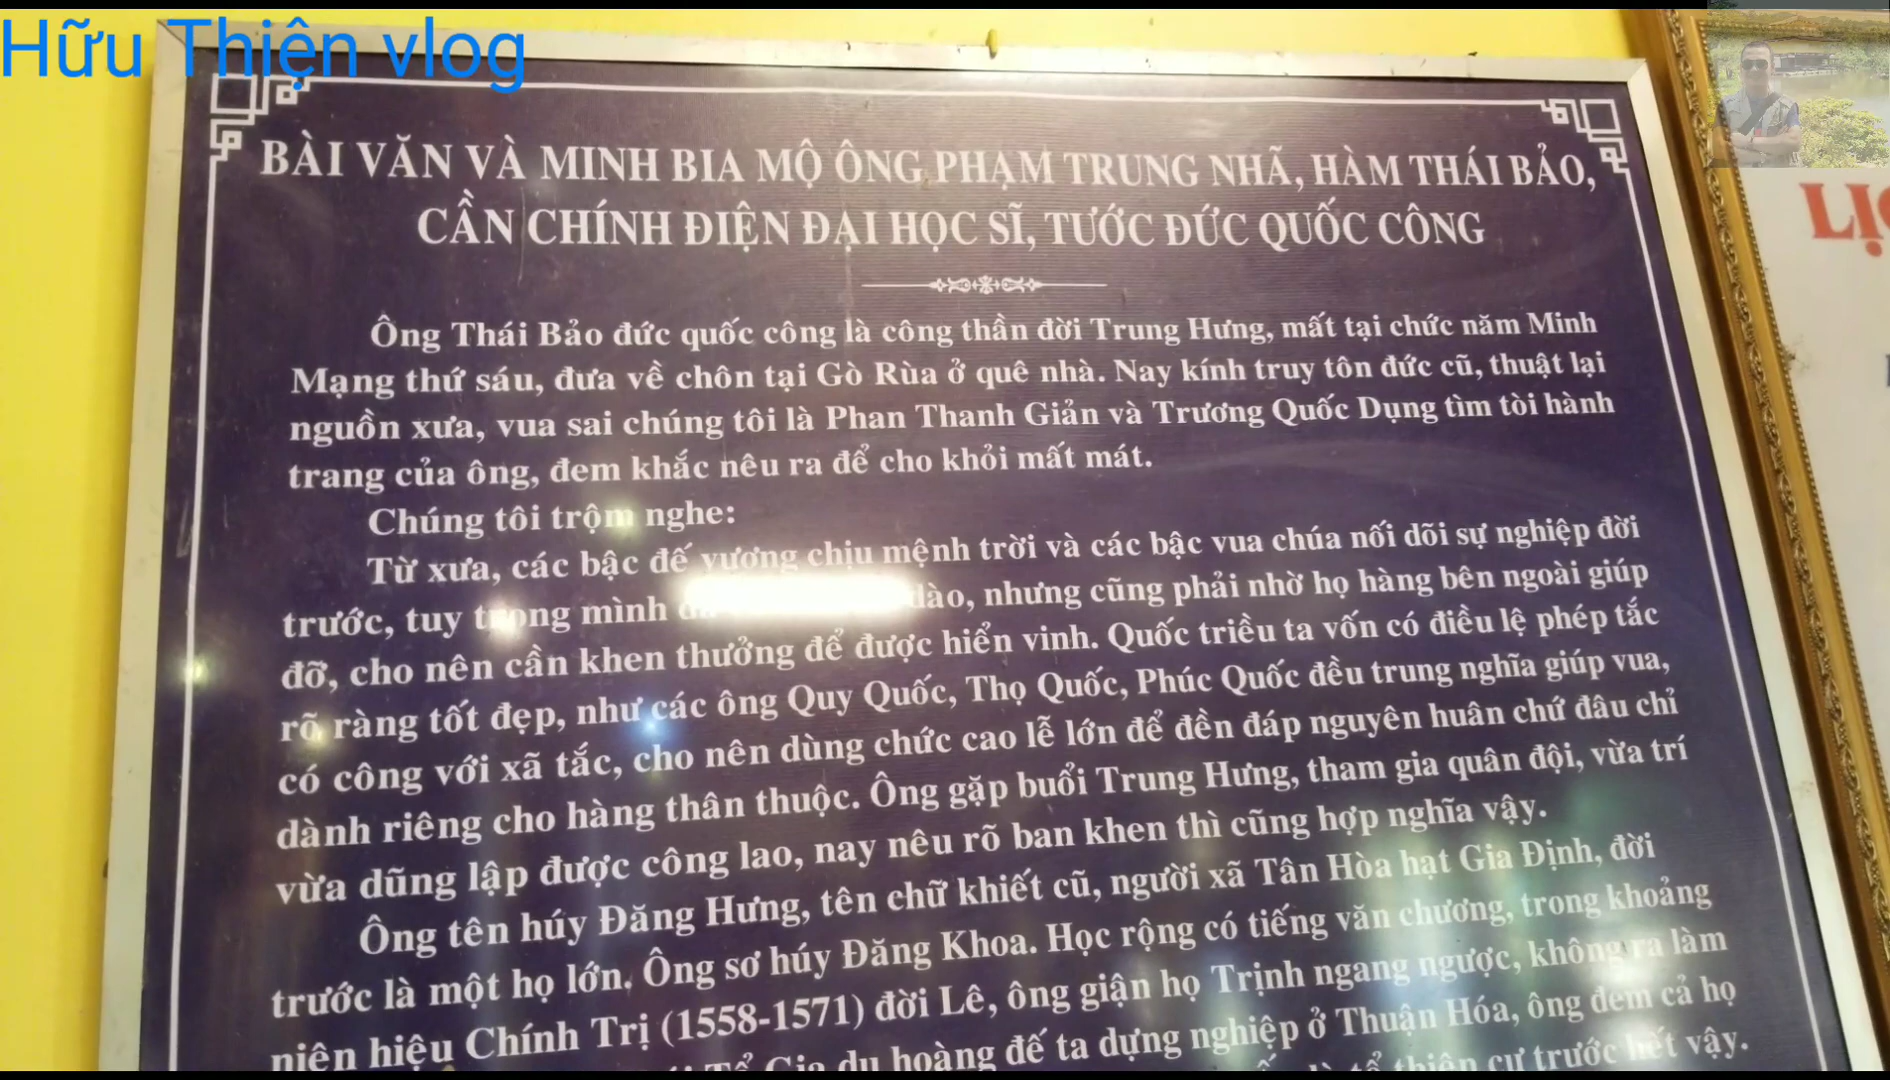 Hữu Thiện vlog
BÀI VĂN VÀ MINH BIA MỘ ÔNG PHẠM TRUNG NHÃ, HÀM THÁI BẢO,
CẦN CHÍNH ĐIỆN ĐẠI HỌC SĨ, TƯỚC ĐỨC QUỐC CÔNG
Ông Thái Bảo đức quốc công là công thần đời Trung Hưng, mất tại chức năm Minh
Mạng thứ sáu, đưa về chôn tại Gò Rùa ở quê nhà. Nay kính truy tôn đức cũ, thuật lại
nguồn xưa, vua sai chúng tôi là Phan Thanh Giản và Trương Quốc Dụng tìm tòi hành
trang của ông, đem khắc nêu ra để cho khỏi mất mát.
Chúng tôi trộm nghe:
Từ xưa, các bậc đế vương chịu mệnh trời và các bậc vua chúa nối dõi sự nghiệp đời
trước, tuy trong mình dào, nhưng cũng phải nhờ họ hàng bên ngoài giúp
đỡ, cho nên cần khen thưởng để được hiển vinh. Quốc triều ta vốn có điều lệ phép tắc
rõ ràng tốt đẹp, như các ông Quy Quốc, Thọ Quốc, Phúc Quốc đều trung nghĩa giúp vua,
có công với xã tắc, cho nên dùng chức cao lễ lớn để đền đáp nguyên huân chứ đâu chỉ
dành riêng cho hàng thân thuộc. Ông gặp buổi Trung Hưng, tham gia quân đội, vừa trí
vừa dũng lập được công lao, nay nêu rõ ban khen thì cũng hợp nghĩa vậy.
Ông tên húy Đăng Hưng, tên chữ khiết cũ, người xã Tân Hòa hạt Gia Định, đời
trước là một họ lớn. Ông sơ húy Đăng Khoa. Học rộng có tiếng văn chương, trong khoảng
niên hiệu Chính Trị (1558-1571) đời Lê, ông giận họ Trịnh ngang ngược, không ra làm
Tổ Gia du hoàng đế ta dựng nghiệp ở Thuận Hóa, ông đem cả họ
tổ thiên cư trước hết vậy.